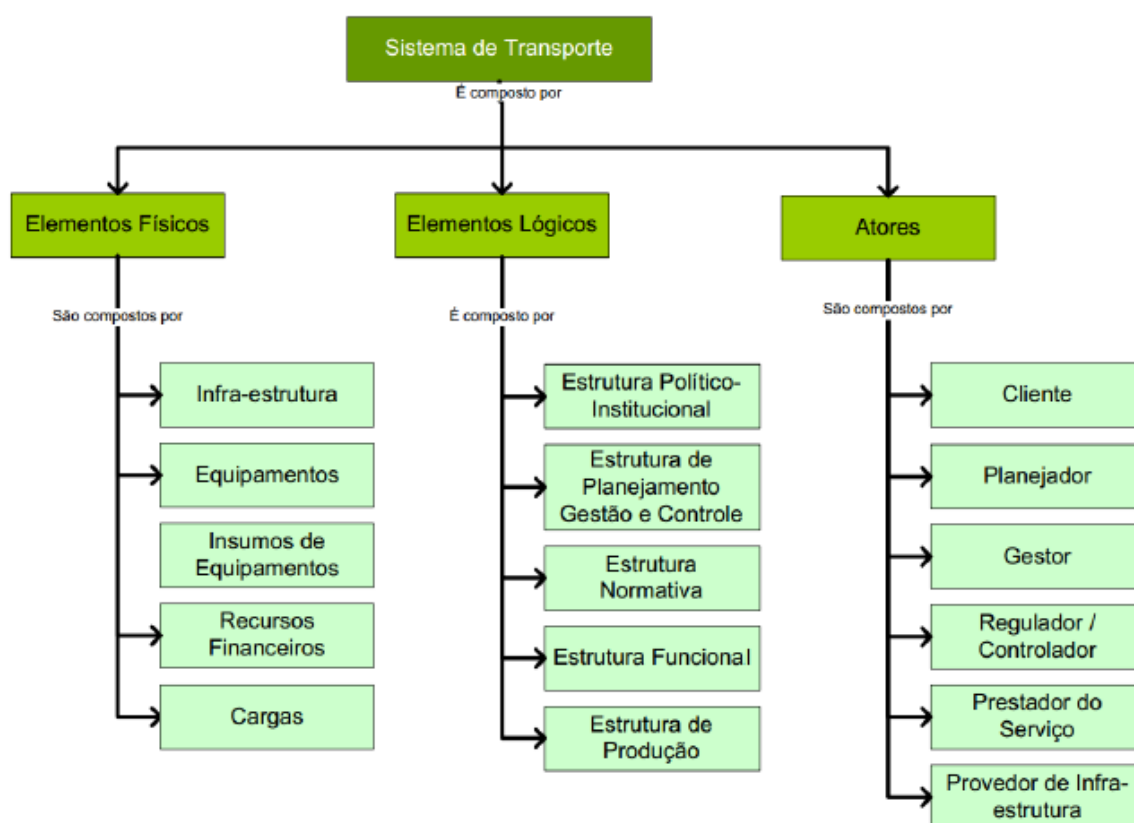 Sistema de Transporte
É composto por
Elementos Físicos
Elementos Lógicos
Atores
São compostos por
É composto por
São compostos por
Infra-estrutura
Equipamentos
Insumos de
Equipamentos
Recursos
Financeiros
Cargas
Estrutura Político-
Institucional
Estrutura de
Planejamento
Gestão e Controle
Estrutura
Normativa
Estrutura Funcional
Estrutura de
Produção
Cliente
Planejador
Gestor
Regulador /
Controlador
Prestador do
Serviço
Provedor de Infra-
estrutura